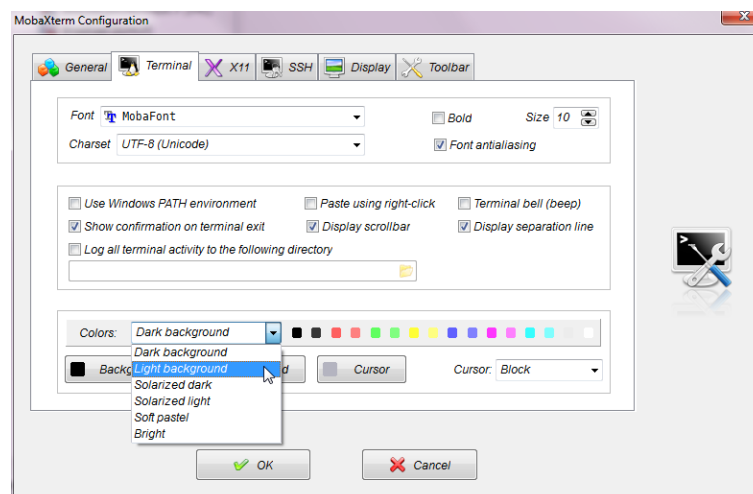 MobaXterm Configuration
General Terminal X11 SSH Display Toolbar
Font MobaFont Bold Size 10
Charset UTF-8 (Unicode) Font antialiasing
Use Windows PATH environment Paste using right-click Terminal bell (beep)
Show confirmation on terminal exit Display scrollbar Display separation line
Log all terminal activity to the following directory
Colors: Dark background
Dark background
Light background
Cursor Cursor: Block
Solarized dark
Solarized light
Soft pastel
Bright
OK Cancel